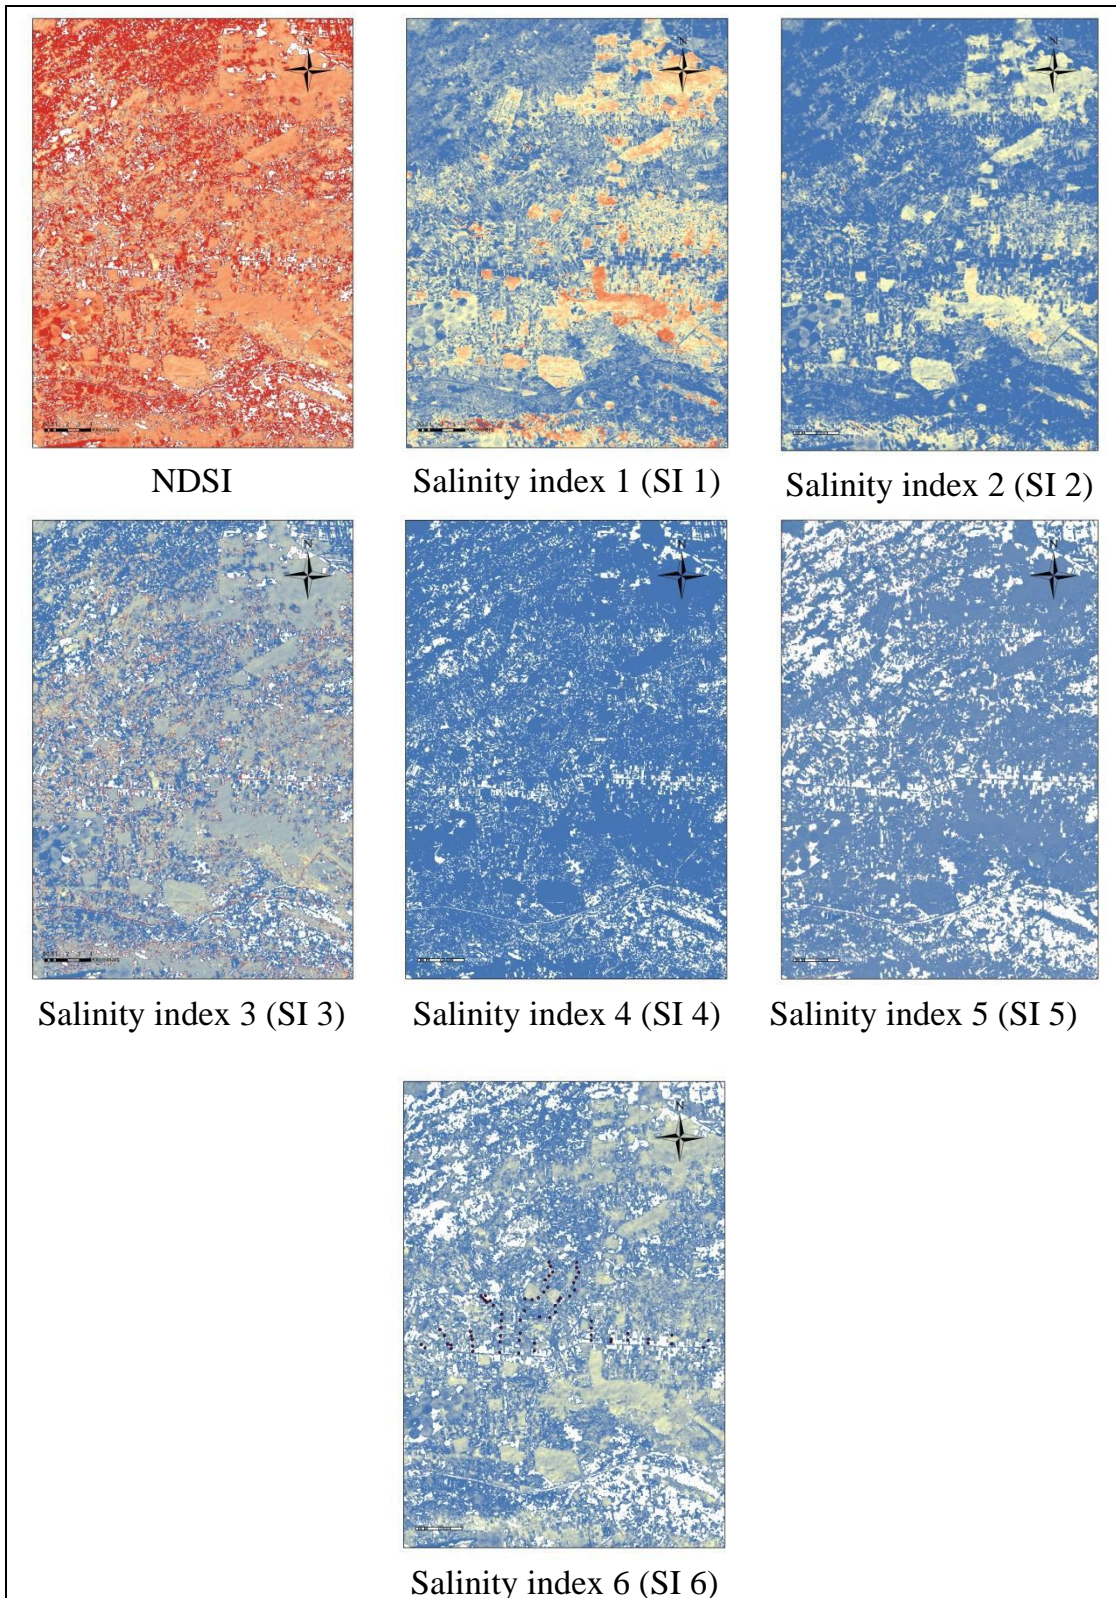 N
N
N
NDSI
Salinity index 1 (SI 1)
Salinity index 2 (SI 2)
N
N
N
Salinity index 3 (SI 3)
Salinity index 4 (SI 4)
Salinity index 5 (SI 5)
N
Salinity index 6 (SI 6)